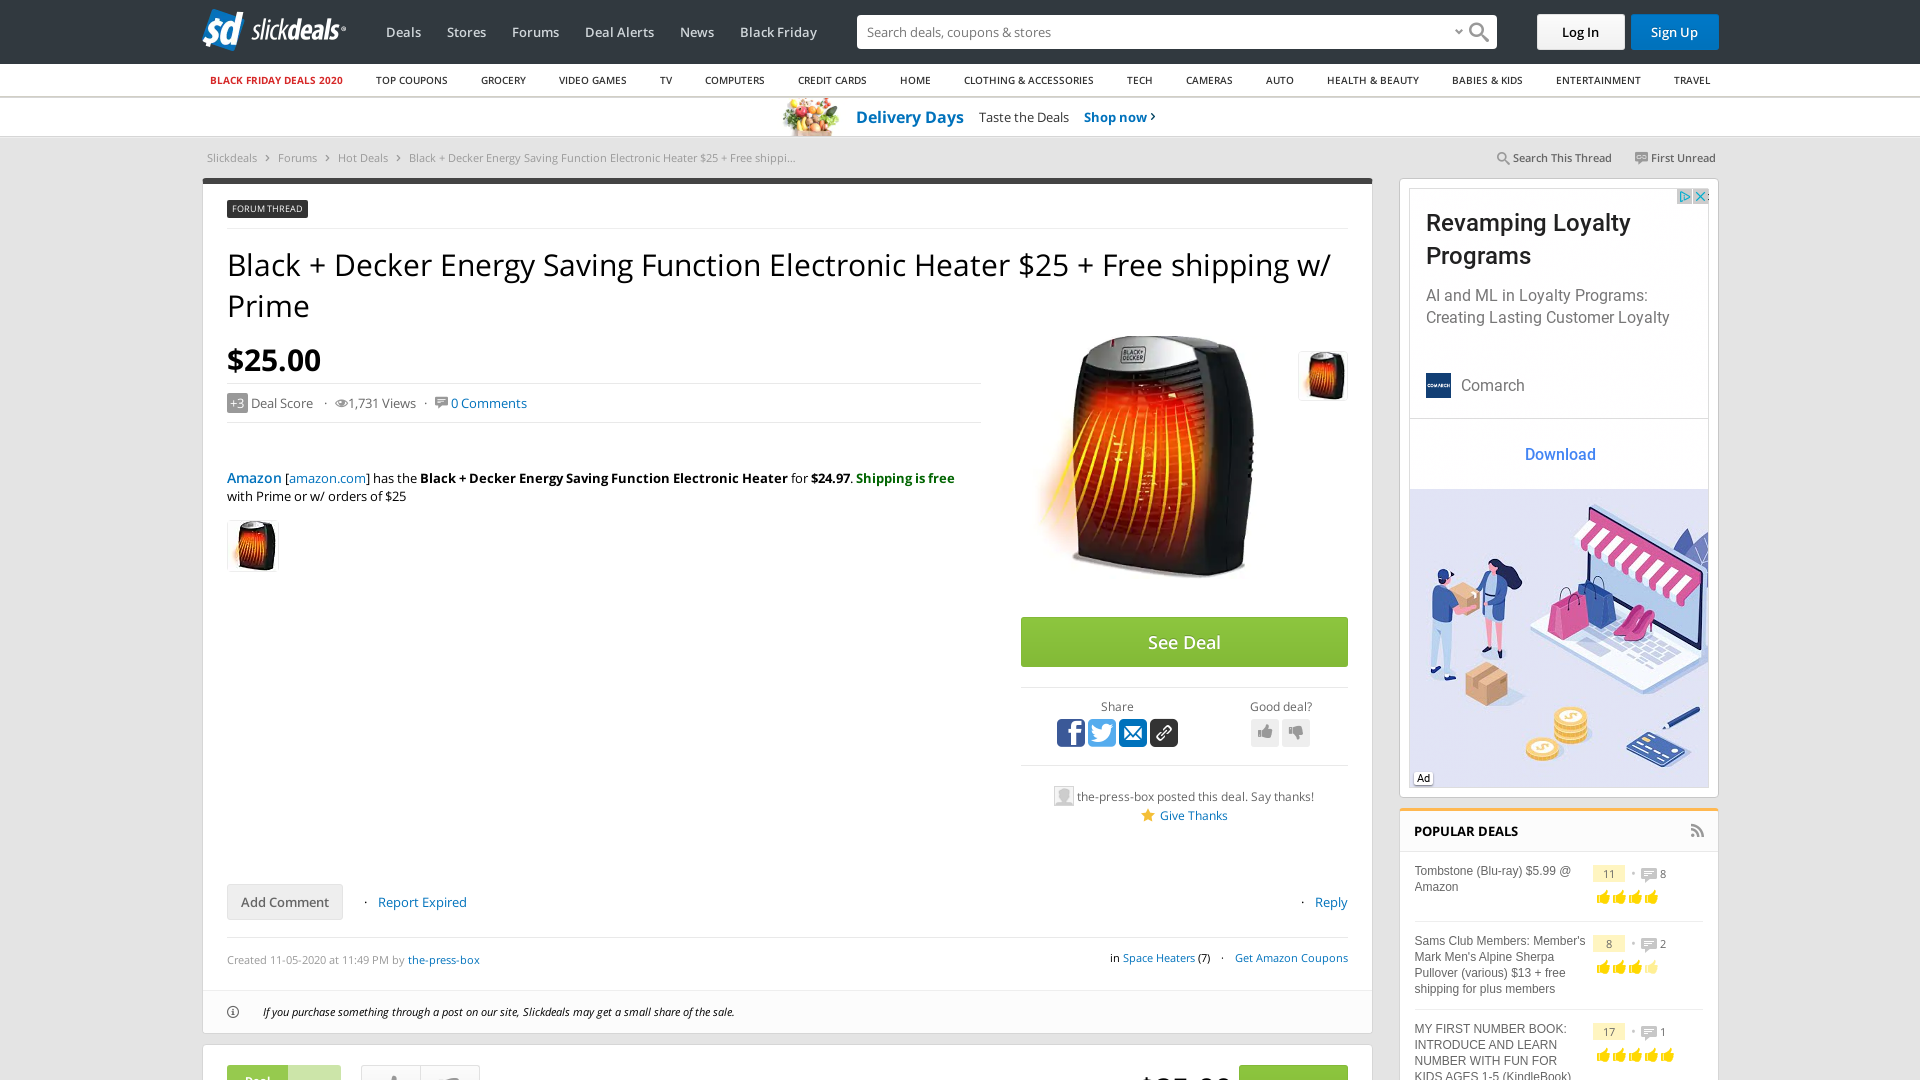 slickdeals
Deals
Stores
Forums
Deal Alerts
News
Black Friday
Search deals, coupons & stores
Log In
Sign Up
BLACK FRIDAY DEALS 2020
TOP COUPONS
GROCERY
VIDEO GAMES
TV
COMPUTERS
CREDIT CARDS
HOME
CLOTHING & ACCESSORIES
TECH
CAMERAS
AUTO
HEALTH & BEAUTY
BABIES & KIDS
ENTERTAINMENT
TRAVEL
Delivery Days Taste the Deals Shop now
Slickdeals > Forums > Hot Deals > Black + Decker Energy Saving Function Electronic Heater $25 + Free shippi...
Search This Thread
First Unread
FORUM THREAD
Black + Decker Energy Saving Function Electronic Heater $25 + Free shipping w/
Prime
$25.00
+3 Deal Score · 1,731 Views · 0 Comments
Amazon [amazon.com] has the Black + Decker Energy Saving Function Electronic Heater for $24.97. Shipping is free
with Prime or w/ orders of $25
BLACK+
DECKER
See Deal
Share
Good deal?
the-press-box posted this deal. Say thanks!
Give Thanks
Add Comment
· Report Expired
· Reply
Created 11-05-2020 at 11:49 PM by the-press-box
in Space Heaters (7) · Get Amazon Coupons
If you purchase something through a post on our site, Slickdeals may get a small share of the sale.
Revamping Loyalty
Programs
AI and ML in Loyalty Programs:
Creating Lasting Customer Loyalty
COMARCH
Comarch
Download
Ad
POPULAR DEALS
Tombstone (Blu-ray) $5.99 @
Amazon
11 • 8
Sams Club Members: Member's
Mark Men's Alpine Sherpa
Pullover (various) $13 + free
shipping for plus members
8 • 2
MY FIRST NUMBER BOOK:
INTRODUCE AND LEARN
NUMBER WITH FUN FOR
KIDS AGES 1-5 (KindleBook)
17 • 1